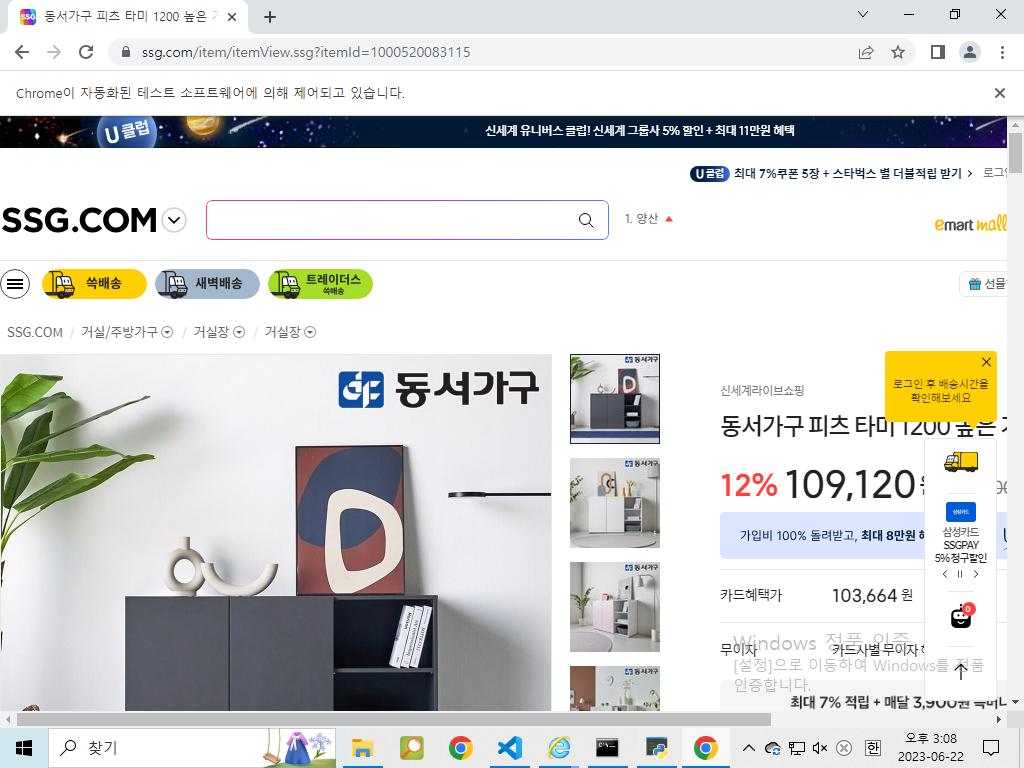 동서가구 피츠 타미 1200 높은
ssg.com/item/itemView.ssg?itemId=1000520083115
Chrome이 자동화된 테스트 소프트웨어에 의해 제어되고 있습니다.
U 클럽
신세계 유니버스 클럽! 신세계 그룹사 5% 할인 + 최대 11만원 혜택
U 클럽 최대 7%쿠폰 5장 + 스타벅스 별 더블적립 받기 >
SSG.COM
1. 양산
emart mall
쓱배송
새벽배송
트레이더스
쓱배송
선물
SSG.COM / 거실/주방가구 / 거실장 / 거실장
동서가구
신세계라이브쇼핑
로그인 후 배송시간을
확인해보세요
동서가구 피츠 타미 1200 높은
12% 109,120
가입비 100% 돌려받고, 최대 8만원
삼성카드
삼성카드
SSGPAY
5% 청구할인
카드혜택가 103,664 원
0
무이자 카드사별 무이자
Windows 정품 인증
[설정]으로 이동하여 Windows를 정품
인증합니다.
최대 7% 적립 + 매달 3,900원
찾기
오후 3:08
2023-06-22
한